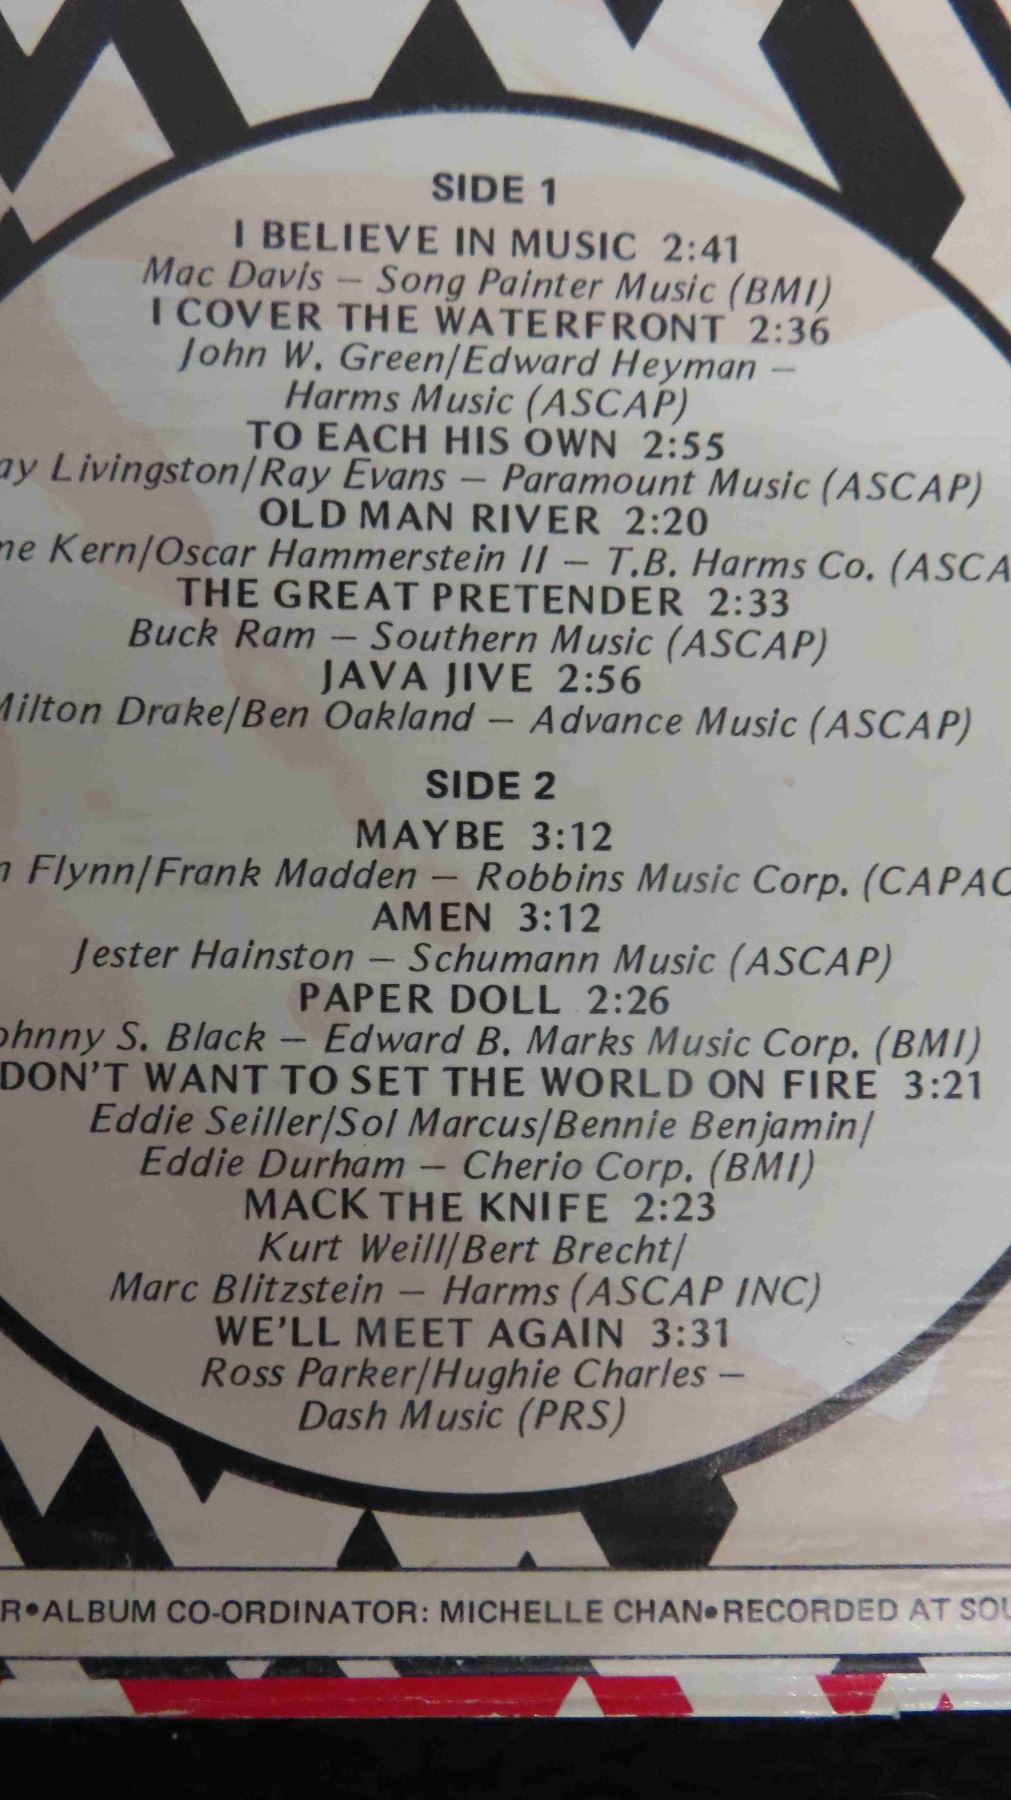 SIDE 1
I BELIEVE IN MUSIC 2:41
Mac Davis – Song Painter Music (BMI)
I COVER THE WATERFRONT 2:36
John W. Green/Edward Heyman –
Harms Music (ASCAP)
TO EACH HIS OWN 2:55
ay Livingston/Ray Evans – Paramount Music (ASCAP)
OLD MAN RIVER 2:20
ne Kern/Oscar Hammerstein II – T.B. Harms Co. (ASCA
THE GREAT PRETENDER 2:33
Buck Ram – Southern Music (ASCAP)
JAVA JIVE 2:56
Milton Drake/Ben Oakland – Advance Music (ASCAP)
SIDE 2
MAYBE 3:12
n Flynn/Frank Madden – Robbins Music Corp. (CAPAC
AMEN 3:12
Jester Hainston – Schumann Music (ASCAP)
PAPER DOLL 2:26
ohnny S. Black – Edward B. Marks Music Corp. (BMI)
DON'T WANT TO SET THE WORLD ON FIRE 3:21
Eddie Seiller/Sol Marcus/Bennie Benjamin/
Eddie Durham – Cherio Corp. (BMI)
MACK THE KNIFE 2:23
Kurt Weill/Bert Brecht/
Marc Blitzstein – Harms (ASCAP INC)
WE'LL MEET AGAIN 3:31
Ross Parker/Hughie Charles –
Dash Music (PRS)
R•ALBUM CO-ORDINATOR: MICHELLE CHAN•RECORDED AT SOU